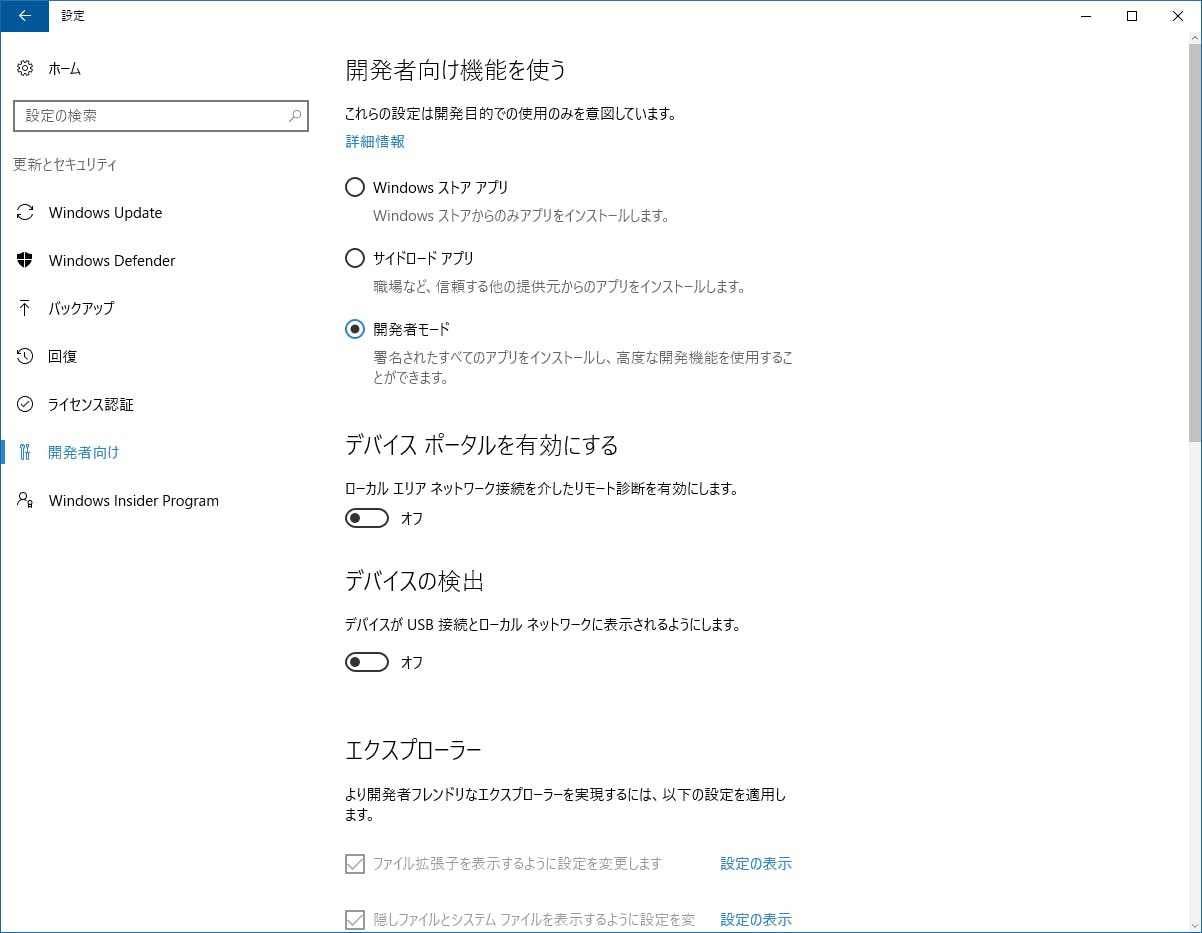 設定
ホーム
設定の検索
更新とセキュリティ
Windows Update
Windows Defender
バックアップ
回復
ライセンス認証
開発者向け
Windows Insider Program
開発者向け機能を使う
これらの設定は開発目的での使用のみを意図しています。
詳細情報
Windows ストア アプリ
Windows ストアからのみアプリをインストールします。
サイドロード アプリ
職場など、信頼する他の提供元からのアプリをインストールします。
開発者モード
署名されたすべてのアプリをインストールし、高度な開発機能を使用するこ
とができます。
デバイス ポータルを有効にする
ローカル エリア ネットワーク接続を介したリモート診断を有効にします。
オフ
デバイスの検出
デバイスが USB 接続とローカル ネットワークに表示されるようにします。
オフ
エクスプローラー
より開発者フレンドリなエクスプローラーを実現するには、以下の設定を適用し
ます。
ファイル拡張子を表示するように設定を変更します 設定の表示
隠しファイルとシステム ファイルを表示するように設定を変 設定の表示